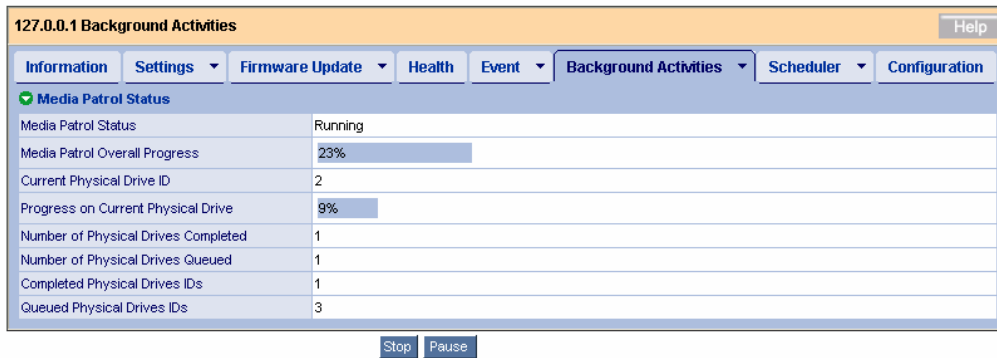 127.0.0.1 Background Activities Help
Information Settings Firmware Update Health Event Background Activities Scheduler Configuration
Media Patrol Status
Media Patrol Status Running
Media Patrol Overall Progress 23%
Current Physical Drive ID 2
Progress on Current Physical Drive 9%
Number of Physical Drives Completed 1
Number of Physical Drives Queued 1
Completed Physical Drives IDs 1
Queued Physical Drives IDs 3
Stop Pause